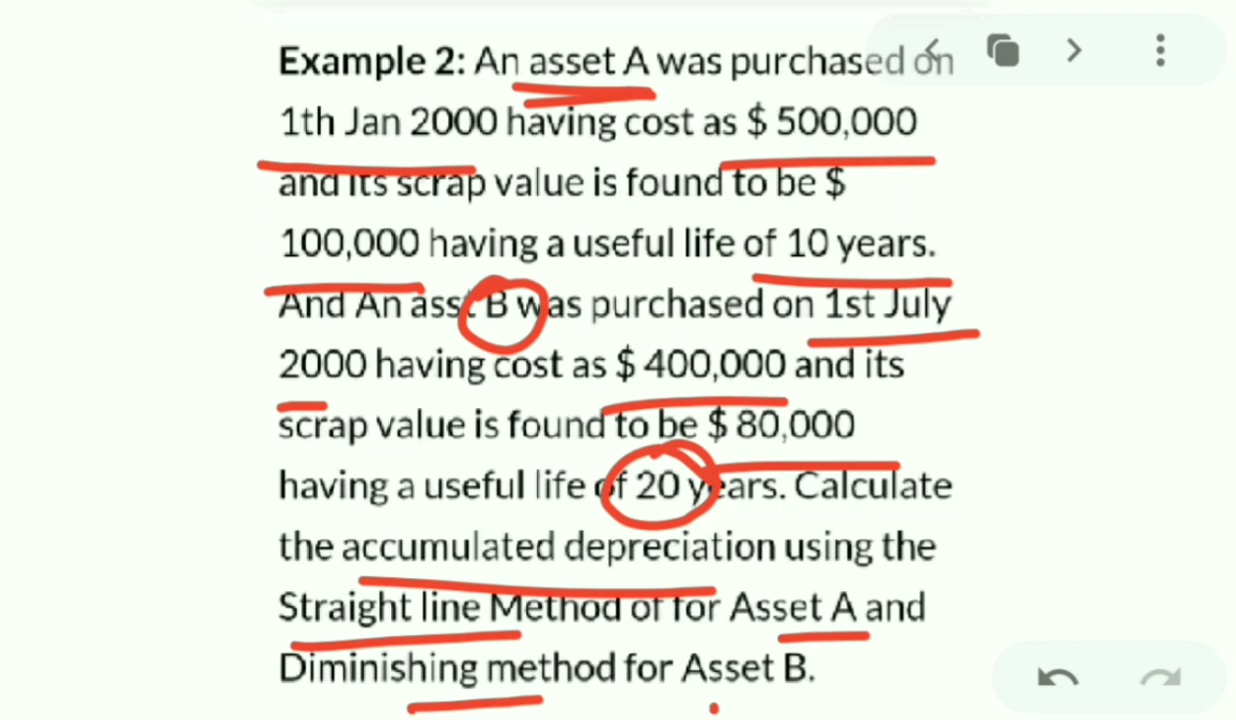 Example 2: An asset A was purchased on
1th Jan 2000 having cost as $ 500,000
and its scrap value is found to be $
100,000 having a useful life of 10 years.
And An asst B was purchased on 1st July
2000 having cost as $ 400,000 and its
scrap value is found to be $ 80,000
having a useful life of 20 years. Calculate
the accumulated depreciation using the
Straight line Method of for Asset A and
Diminishing method for Asset B.